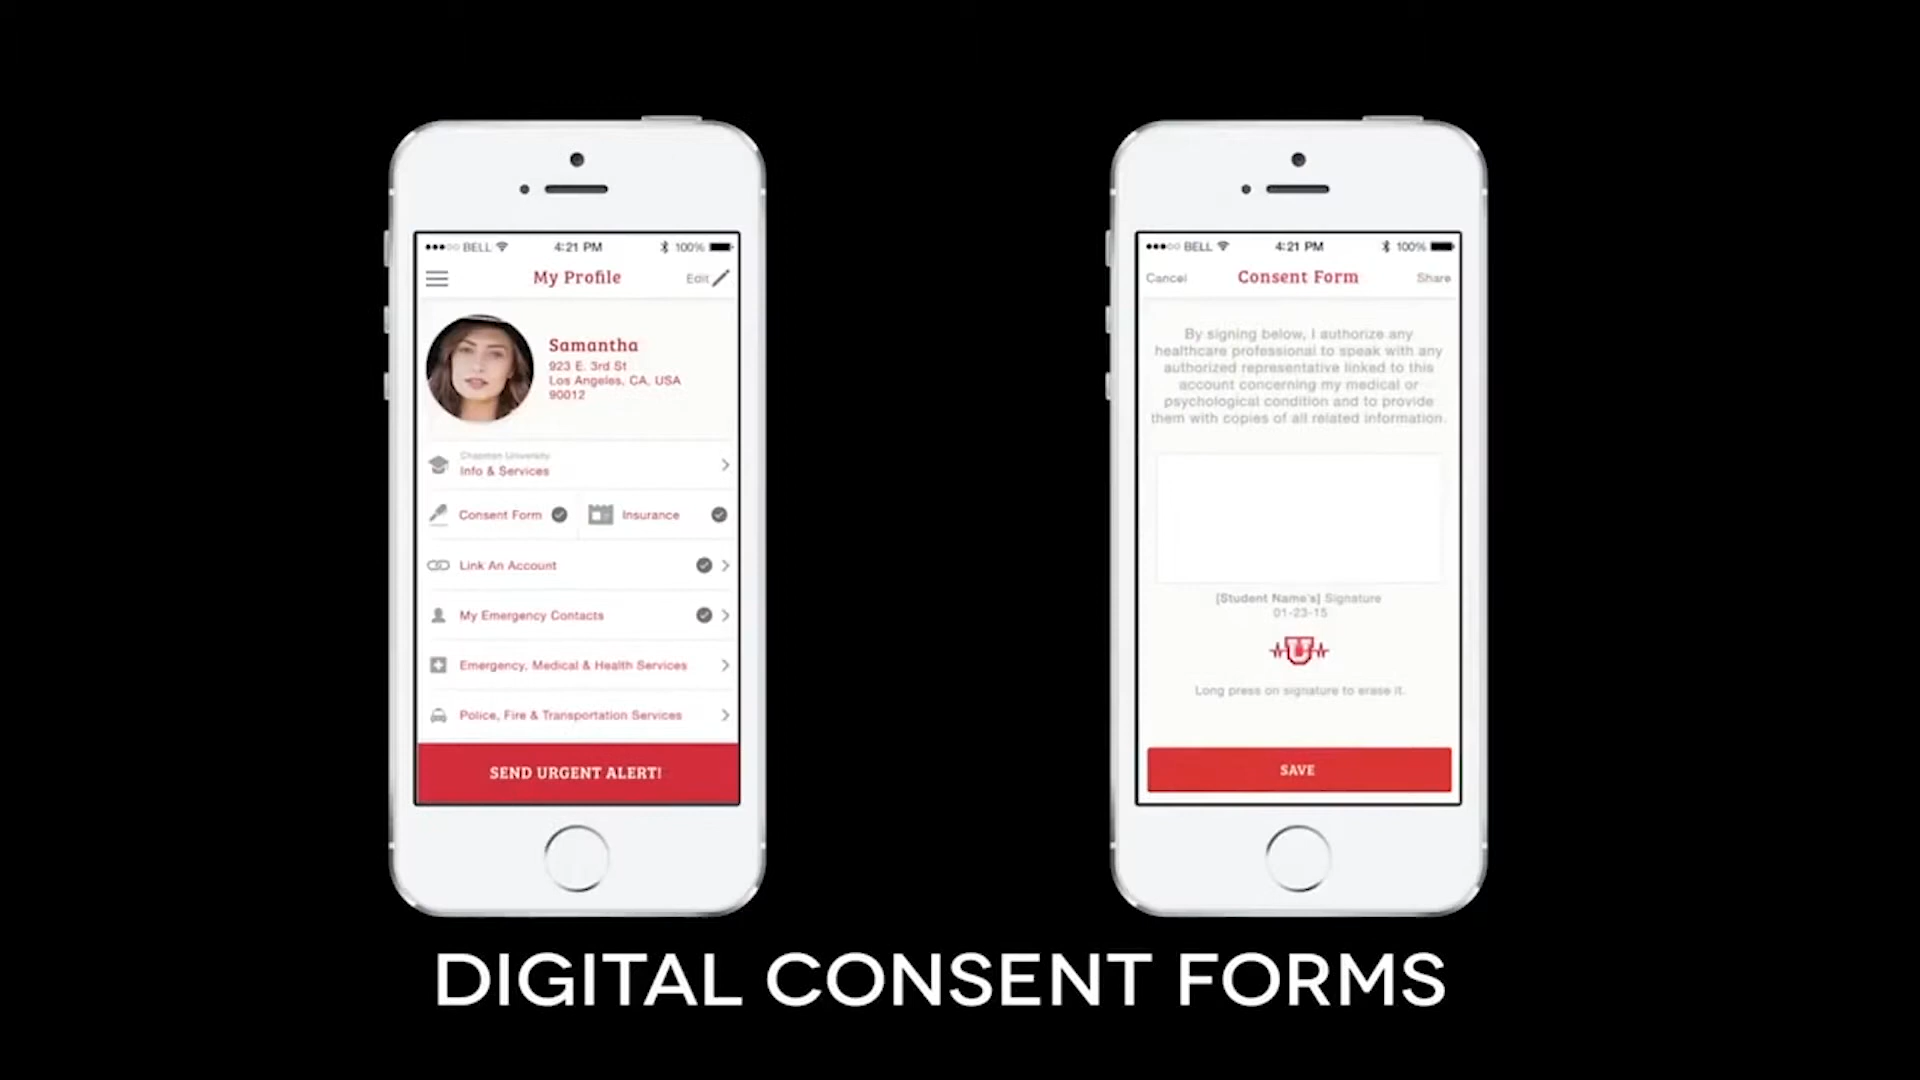 BELL
4:21 PM
100%
My Profile
Edit
Samantha
923 E. 3rd St
Los Angeles, CA, USA
90012
Chapman University
Info & Services
Consent Form
Insurance
Link An Account
My Emergency Contacts
Emergency, Medical & Health Services
Police, Fire & Transportation Services
SEND URGENT ALERT!
BELL
4:21 PM
100%
Cancel
Consent Form
Share
By signing below, I authorize any
healthcare professional to speak with any
authorized representative linked to this
account concerning my medical or
psychological condition and to provide
them with copies of all related information.
[Student Name's] Signature
01-23-15
U
Long press on signature to erase it.
SAVE
DIGITAL CONSENT FORMS